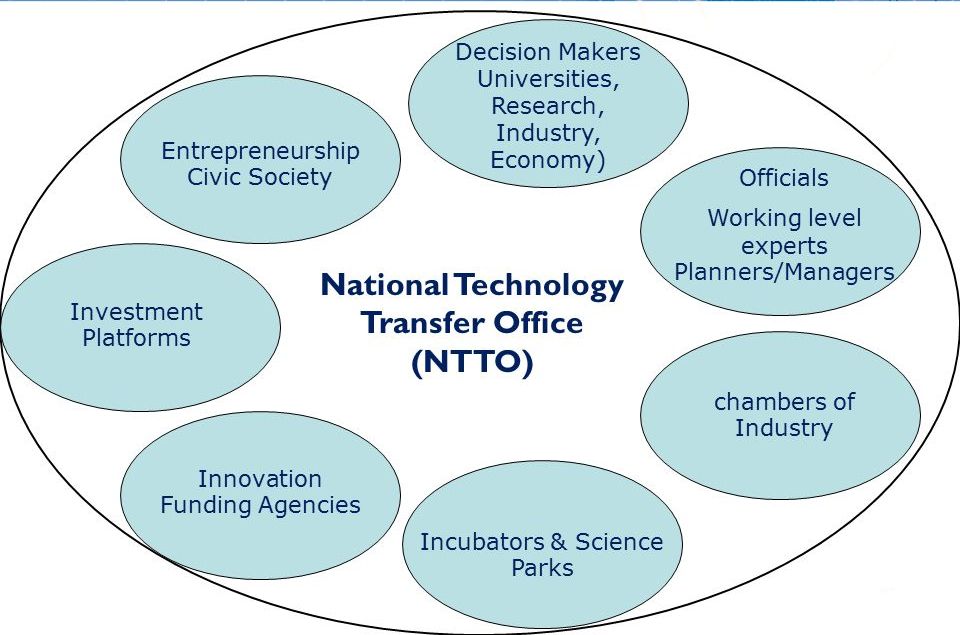 Decision Makers
Universities,
Research,
Industry,
Economy)
Entrepreneurship
Civic Society
Officials
Working level
experts
Planners/Managers
National Technology
Transfer Office
(NTTO)
Investment
Platforms
chambers of
Industry
Innovation
Funding Agencies
Incubators & Science
Parks